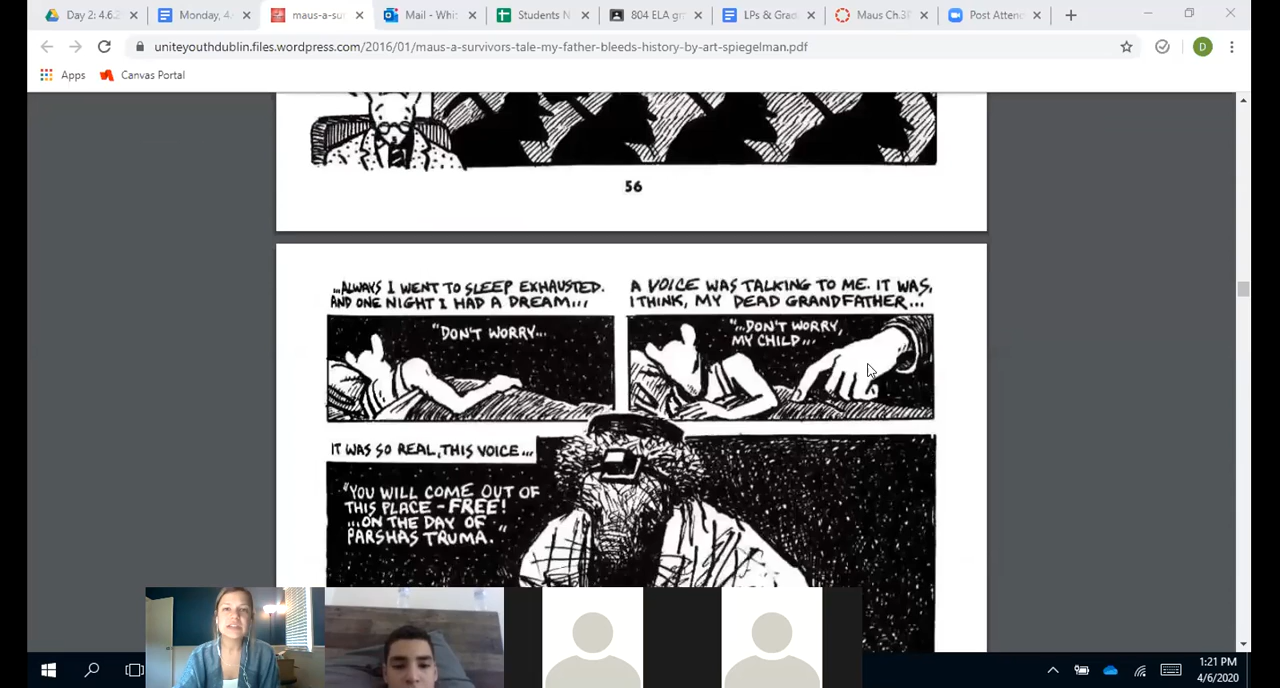 Day 2: 4.6.2
Monday, 4.
maus-a-sur
Mail - Whi
Students N
804 ELA gr
LPs & Grad
Maus Ch.3
Post Attend
uniteyouthdublin.files.wordpress.com/2016/01/maus-a-survivors-tale-my-father-bleeds-history-by-art-spiegelman.pdf
D
Apps
Canvas Portal
56
...ALWAYS I WENT TO SLEEP EXHAUSTED.
AND ONE NIGHT I HAD A DREAM...
"DON'T WORRY...
A VOICE WAS TALKING TO ME. IT WAS,
I THINK, MY DEAD GRANDFATHER...
"...DON'T WORRY,
MY CHILD...
IT WAS SO REAL, THIS VOICE...
"YOU WILL COME OUT OF
THIS PLACE - FREE!
...ON THE DAY OF
PARSHAS TRUMA."
1:21 PM
4/6/2020